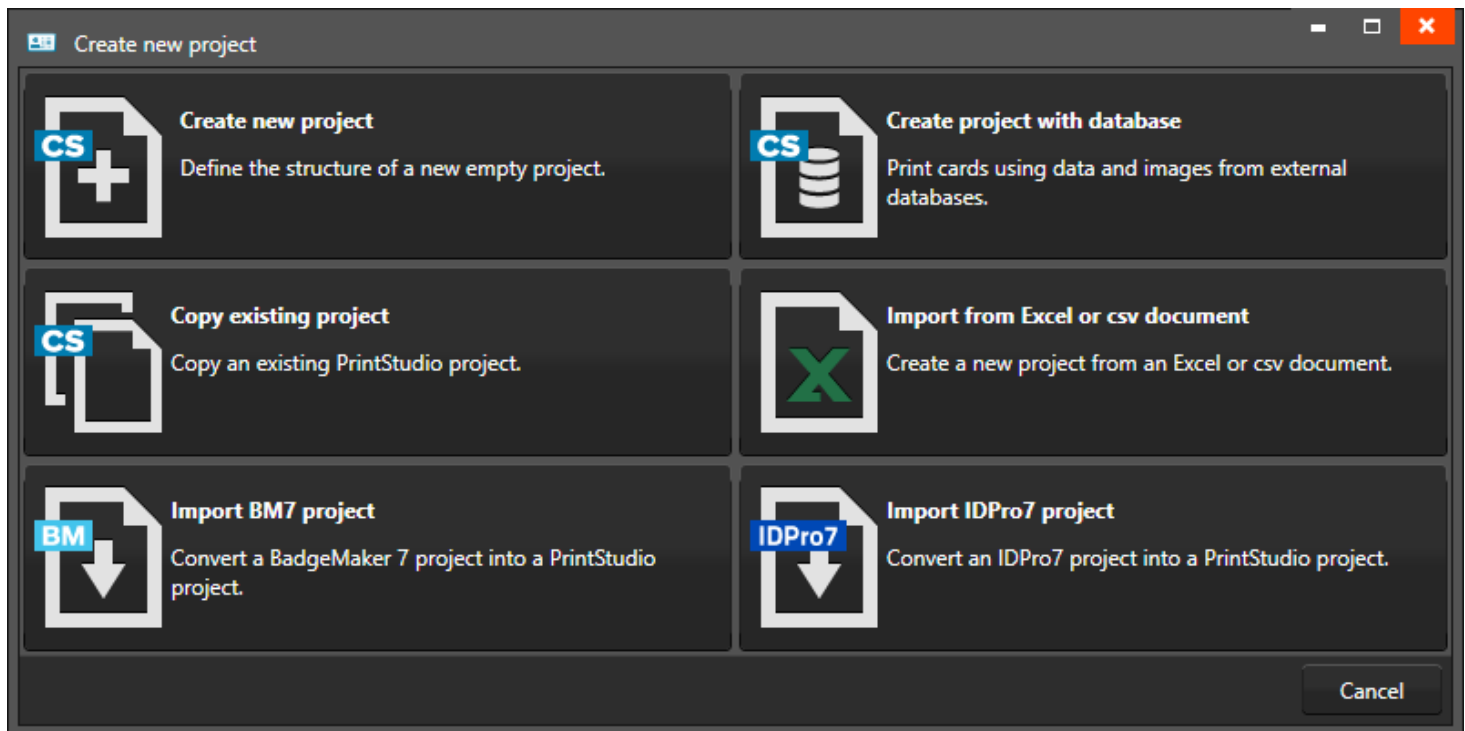 Create new project
CS
Create new project
Define the structure of a new empty project.
CS
Create project with database
Print cards using data and images from external
databases.
CS
Copy existing project
Copy an existing PrintStudio project.
X
Import from Excel or csv document
Create a new project from an Excel or csv document.
BM
Import BM7 project
Convert a BadgeMaker 7 project into a PrintStudio
project.
IDPro7
Import IDPro7 project
Convert an IDPro7 project into a PrintStudio project.
Cancel